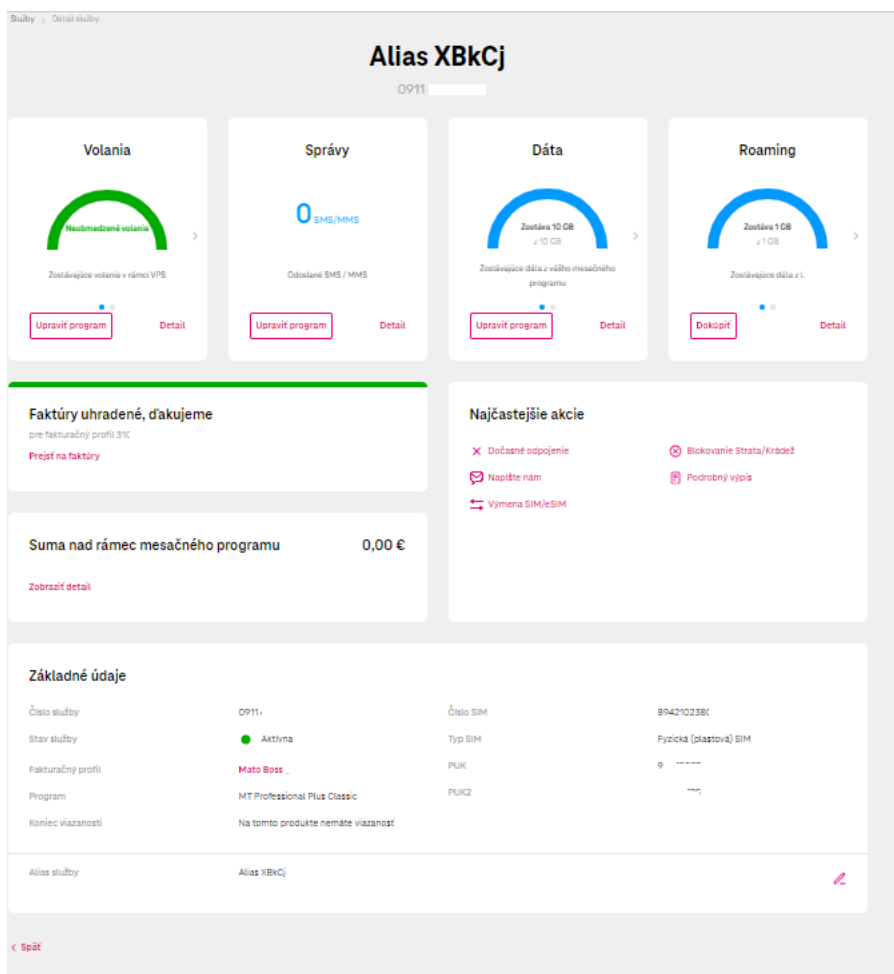 Služby › Detail služby
Alias XBkCj
0911
Volania
Neobmedzené volania
Zostávajúce volania v rámci VPS
Upraviť program Detail
Správy
0 SMS/MMS
Odoslané SMS / MMS
Upraviť program Detail
Dáta
Zostáva 10 GB
z 10 GB
Zostávajúce dáta z vášho mesačného
programu
Upraviť program Detail
Roaming
Zostáva 1 GB
z 1 GB
Zostávajúce dáta z I.
Dokúpiť Detail
Faktúry uhradené, ďakujeme
pre fakturačný profil 310
Prejsť na faktúry
Suma nad rámec mesačného programu 0,00 €
Zobraziť detail
Najčastejšie akcie
Dočasné odpojenie
Blokovanie Strata/Krádež
Napíšte nám
Podrobný výpis
Výmena SIM/eSIM
Základné údaje
Číslo služby 0911
Stav služby Aktívna
Fakturačný profil Mato Boss
Program MT Professional Plus Classic
Koniec viazanosti Na tomto produkte nemáte viazanosť
Číslo SIM 8942102380
Typ SIM Fyzická (plastová) SIM
PUK 9
PUK2
Alias služby Alias XBkCj
Späť